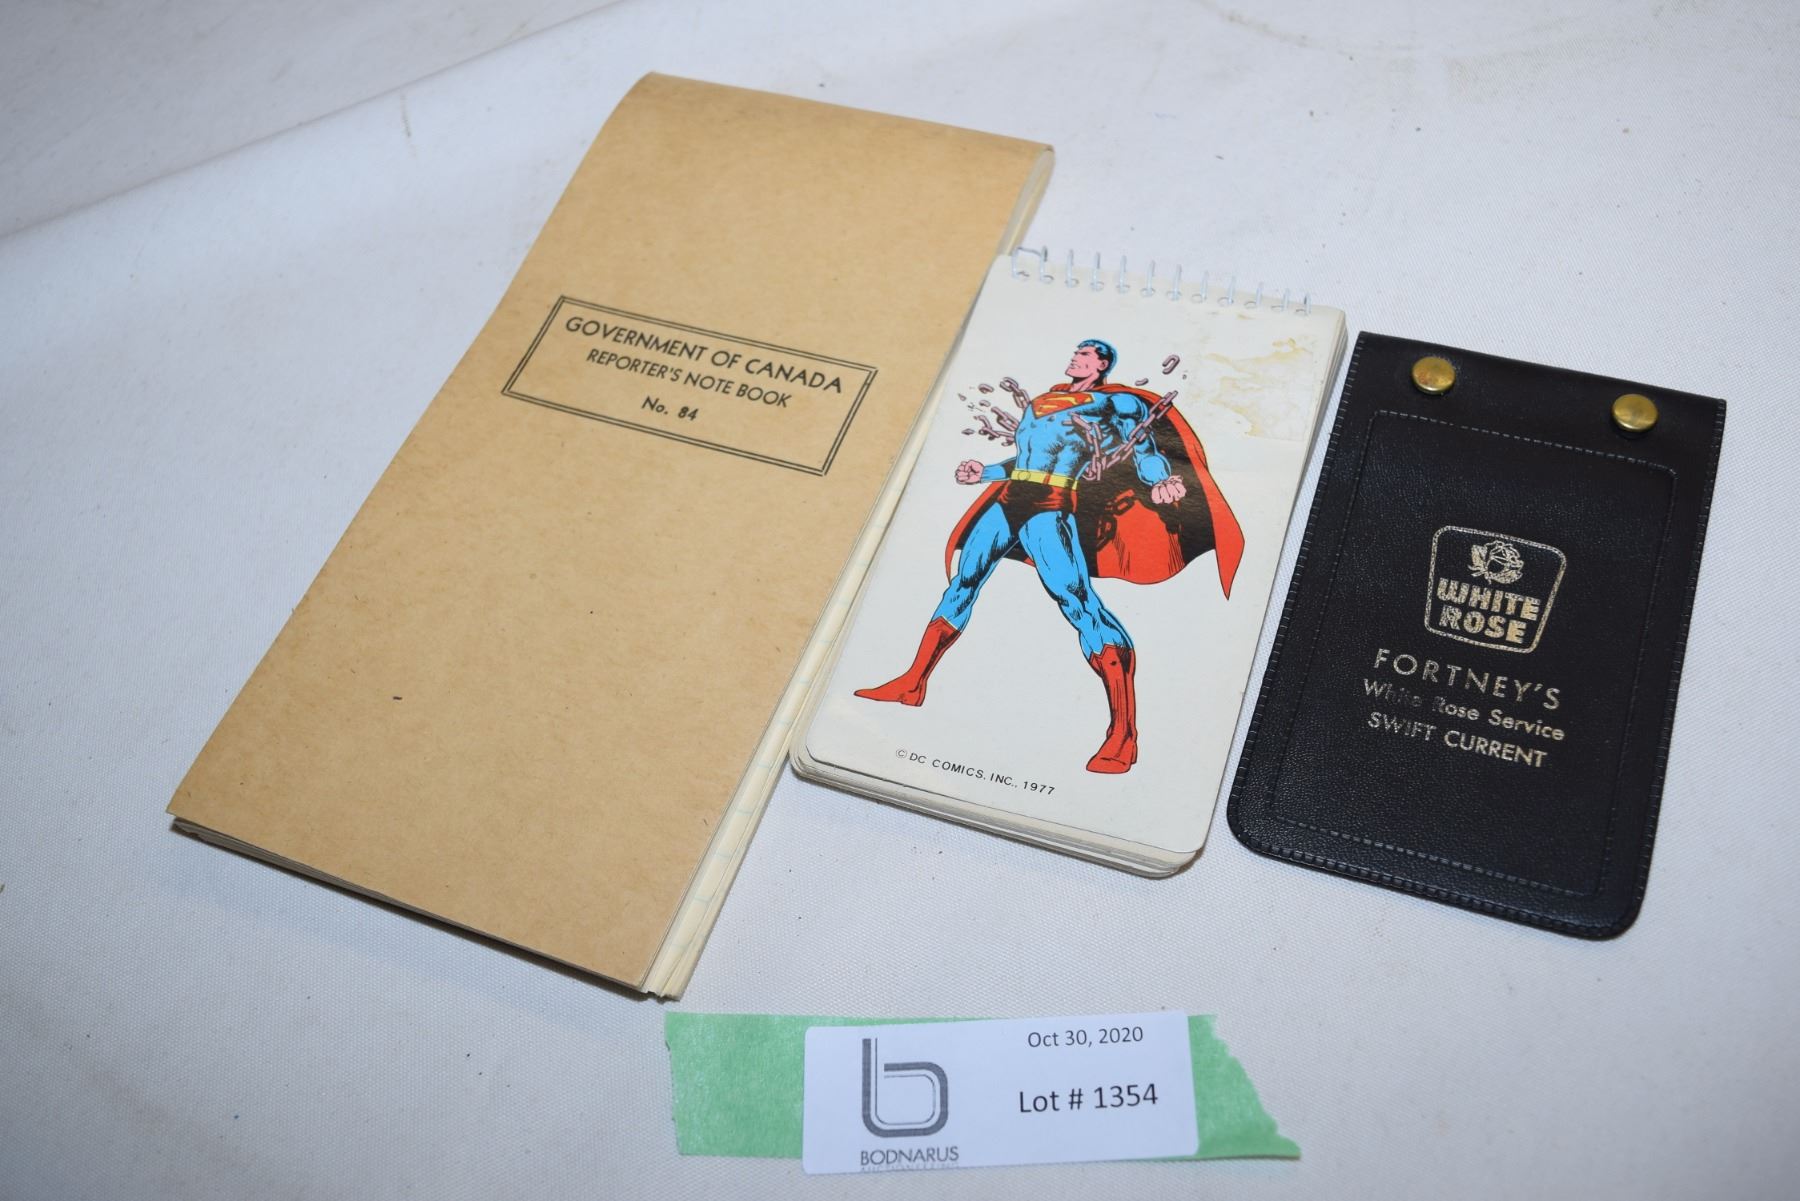 GOVERNMENT OF CANADA
REPORTER'S NOTE BOOK
No. 84
© DC COMICS, INC., 1977
WHITE
ROSE
FORTNEY'S
White Rose Service
SWIFT CURRENT
Oct 30, 2020
Lot # 1354
BODNARUS
AUCTIONEERING